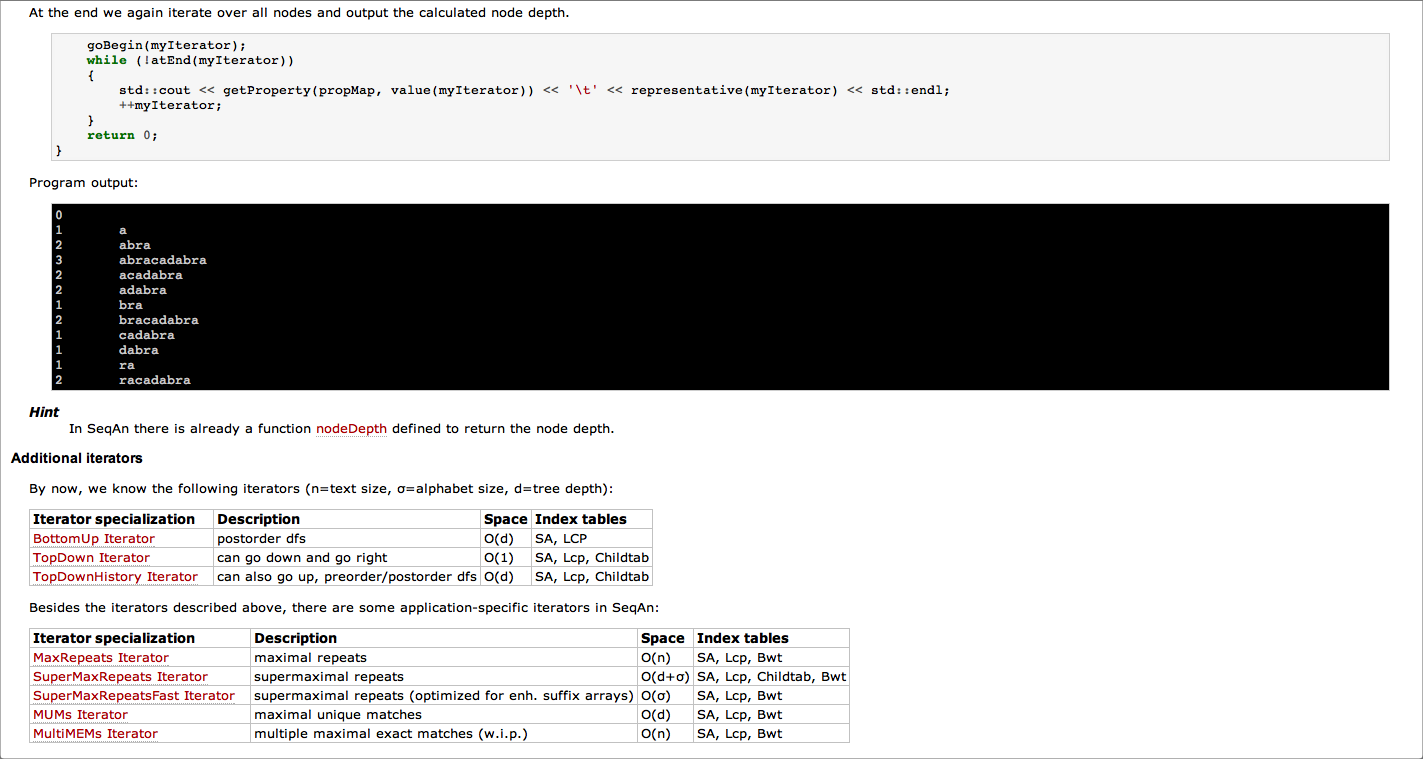 At the end we again iterate over all nodes and output the calculated node depth.
goBegin(myIterator);
while (!atEnd(myIterator))
{
std::cout << getProperty(propMap, value(myIterator)) << '\t' << representative(myIterator) << std::endl;
++myIterator;
}
return 0;
}
Program output:
0
1 a
2 abra
3 abracadabra
2 acadabra
2 adabra
1 bra
2 bracadabra
1 cadabra
1 dabra
1 ra
2 racadabra
Hint
In SeqAn there is already a function nodeDepth defined to return the node depth.
Additional iterators
By now, we know the following iterators (n=text size, σ=alphabet size, d=tree depth):
Iterator specialization Description Space Index tables
BottomUp Iterator postorder dfs O(d) SA, LCP
TopDown Iterator can go down and go right O(1) SA, Lcp, Childtab
TopDownHistory Iterator can also go up, preorder/postorder dfs O(d) SA, Lcp, Childtab
Besides the iterators described above, there are some application-specific iterators in SeqAn:
Iterator specialization Description Space Index tables
MaxRepeats Iterator maximal repeats O(n) SA, Lcp, Bwt
SuperMaxRepeats Iterator supermaximal repeats O(d+σ) SA, Lcp, Childtab, Bwt
SuperMaxRepeatsFast Iterator supermaximal repeats (optimized for enh. suffix arrays) O(σ) SA, Lcp, Bwt
MUMs Iterator maximal unique matches O(d) SA, Lcp, Bwt
MultiMEMs Iterator multiple maximal exact matches (w.i.p.) O(n) SA, Lcp, Bwt